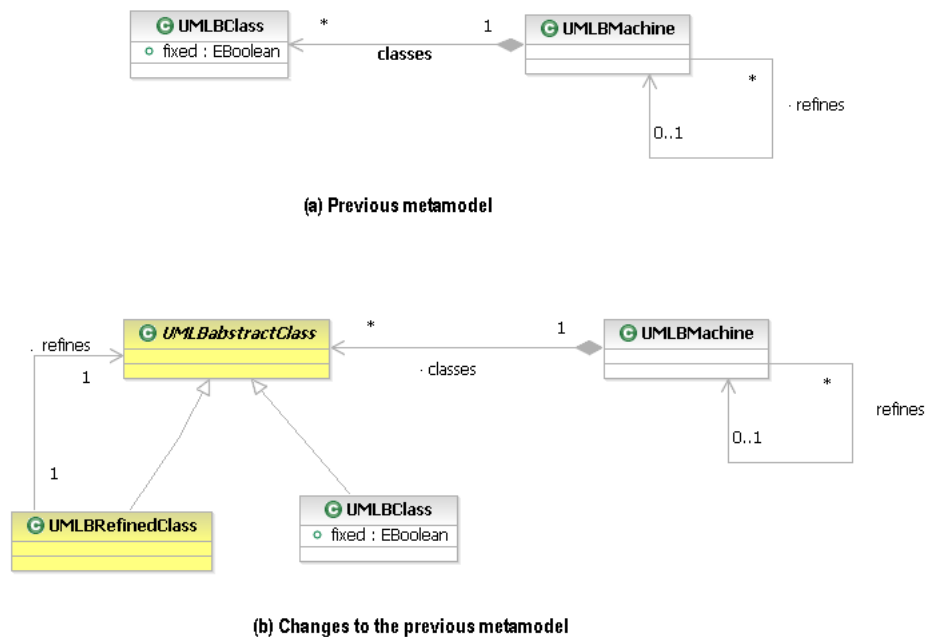 C UMLBClass
fixed : EBoolean
*
1
classes
C UMLBMachine
*
. refines
0..1
(a) Previous metamodel
C UMLBabstractClass
*
1
. classes
C UMLBMachine
. refines
1
*
refines
0..1
1
C UMLBRefinedClass
C UMLBClass
fixed : EBoolean
(b) Changes to the previous metamodel